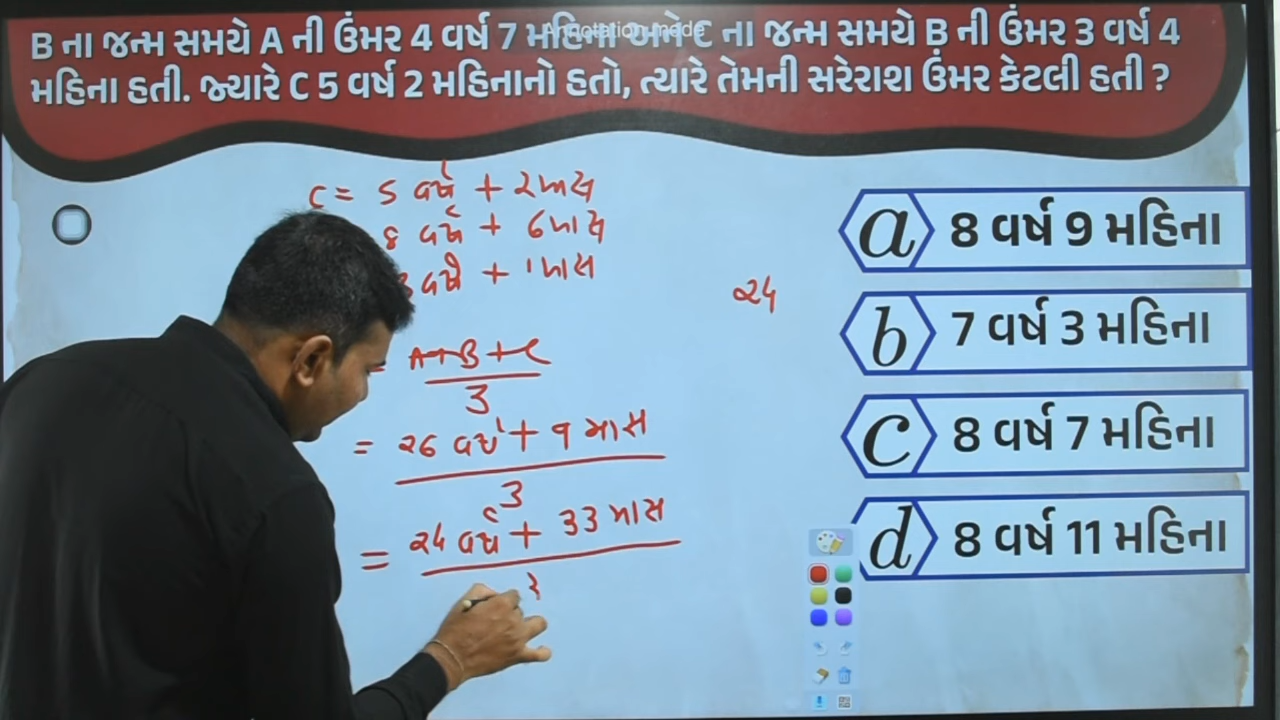 B ના જન્મ સમયે A ની ઉંમર 4 વર્ષ 7 મહિના અને C ના જન્મ સમયે B ની ઉંમર 3 વર્ષ 4
Annotation mode
મહિના હતી. જ્યારે C 5 વર્ષ 2 મહિનાનો હતો, ત્યારે તેમની સરેરાશ ઉંમર કેટલી હતી ?
C = 5 વર્ષ + 2 માસ
8 વર્ષ + 6 માસ
3 વર્ષ + 1 માસ
24
= A+B+C
3
= 26 વર્ષ + 9 માસ
3
= 24 વર્ષ + 33 માસ
a 8 વર્ષ 9 મહિના
b 7 વર્ષ 3 મહિના
c 8 વર્ષ 7 મહિના
d 8 વર્ષ 11 મહિના